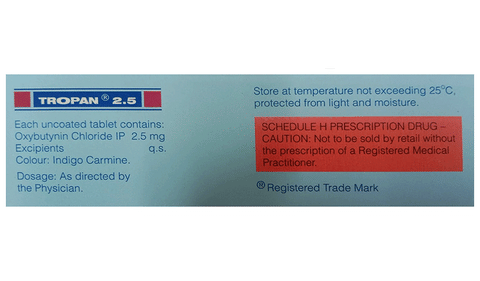 TROPAN ® 2.5
Each uncoated tablet contains:
Oxybutynin Chloride IP 2.5 mg
Excipients q.s.
Colour: Indigo Carmine.
Dosage: As directed by
the Physician.
Store at temperature not exceeding 25°C,
protected from light and moisture.
SCHEDULE H PRESCRIPTION DRUG –
CAUTION: Not to be sold by retail without
the prescription of a Registered Medical
Practitioner.
® Registered Trade Mark